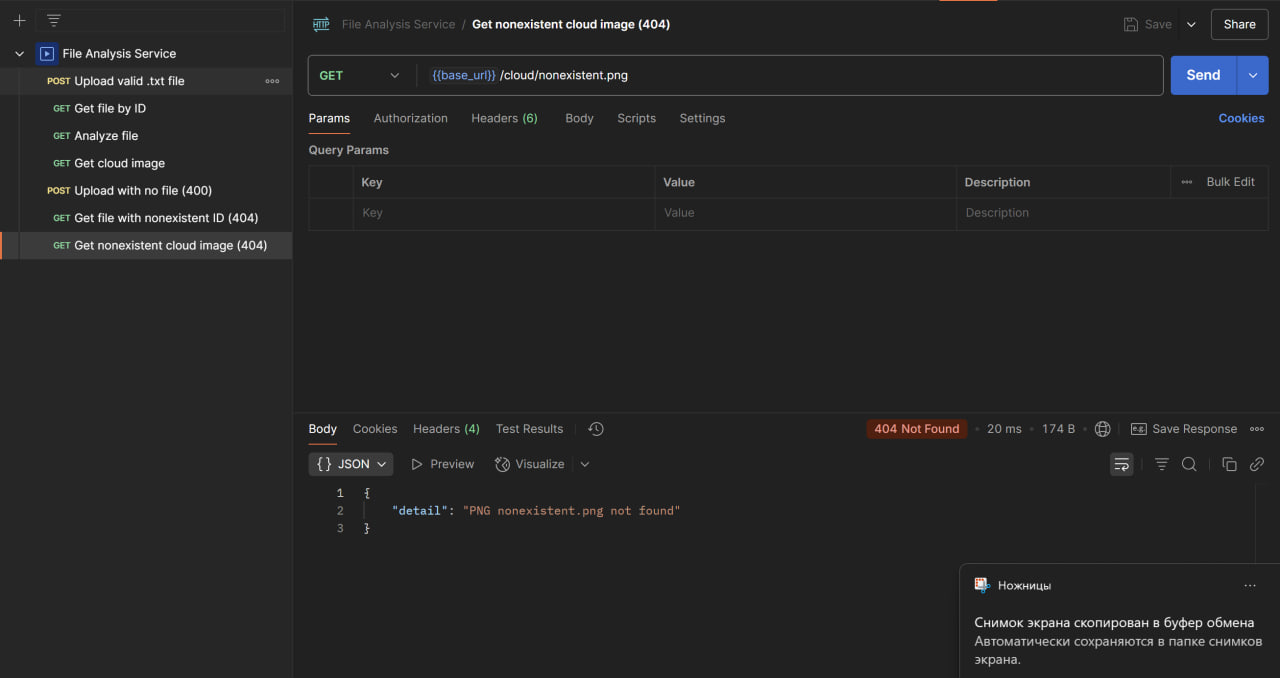 HTTP File Analysis Service / Get nonexistent cloud image (404) Save Share
File Analysis Service
POST Upload valid .txt file
GET Get file by ID
GET Analyze file
GET Get cloud image
POST Upload with no file (400)
GET Get file with nonexistent ID (404)
GET Get nonexistent cloud image (404)
GET {{base_url}} /cloud/nonexistent.png Send
Params Authorization Headers (6) Body Scripts Settings Cookies
Query Params
Key Value Description Bulk Edit
Key Value Description
Body Cookies Headers (4) Test Results 404 Not Found 20 ms 174 B e.g. Save Response
{} JSON Preview Visualize
1 {
2 "detail": "PNG nonexistent.png not found"
3 }
Ножницы
Снимок экрана скопирован в буфер обмена
Автоматически сохраняются в папке снимков
экрана.